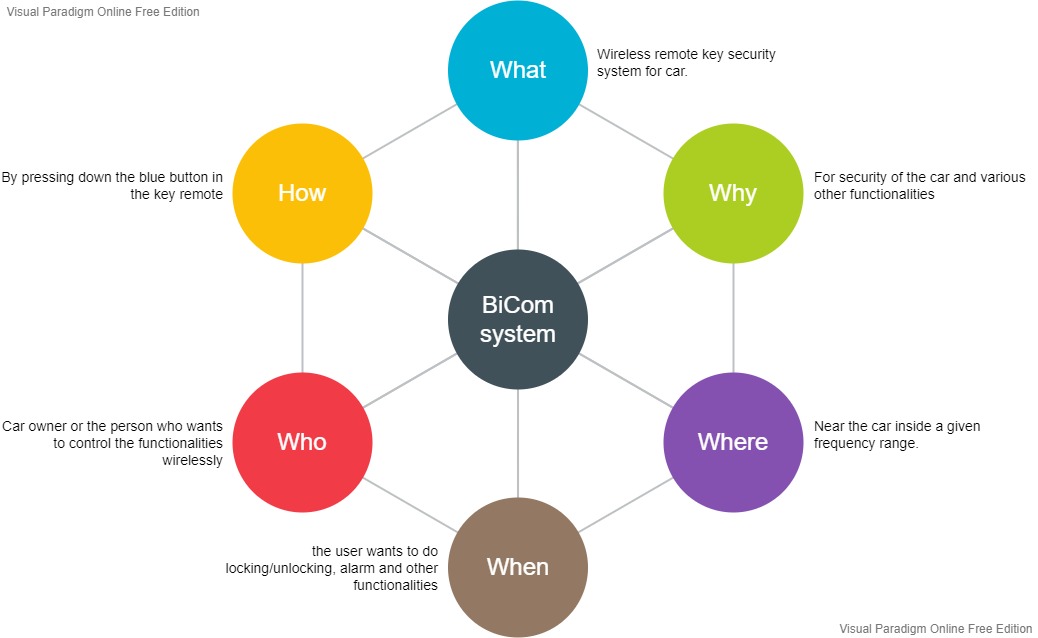 Visual Paradigm Online Free Edition
What
Wireless remote key security
system for car.
How
By pressing down the blue button in
the key remote
Why
For security of the car and various
other functionalities
BiCom
system
Who
Car owner or the person who wants
to control the functionalities
wirelessly
Where
Near the car inside a given
frequency range.
When
the user wants to do
locking/unlocking, alarm and other
functionalities
Visual Paradigm Online Free Edition